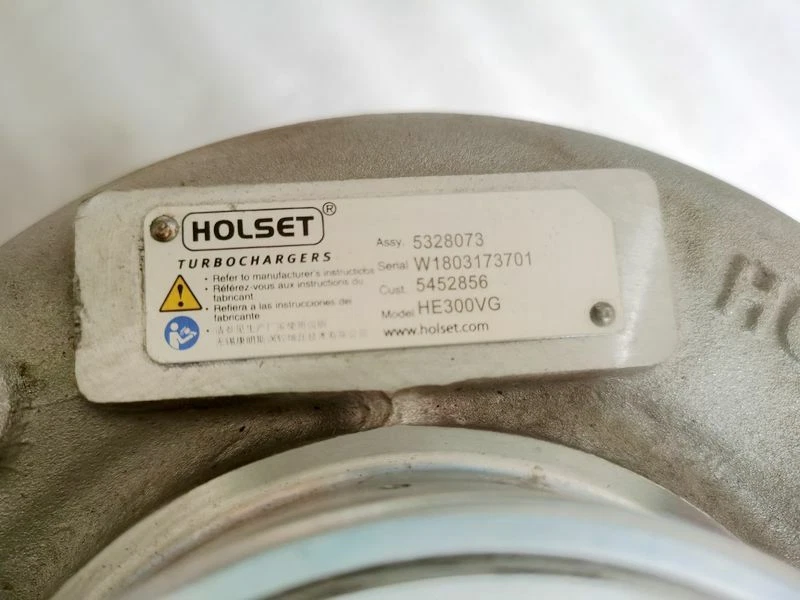 HOLSET®
TURBOCHARGERS
• Refer to manufacturer's instructions
• Référez-vous aux instructions du
fabricant
• Refiera a las instrucciones del
fabricante
Assy. 5328073
Serial W1803173701
Cust. 5452856
Model HE300VG
www.holset.com